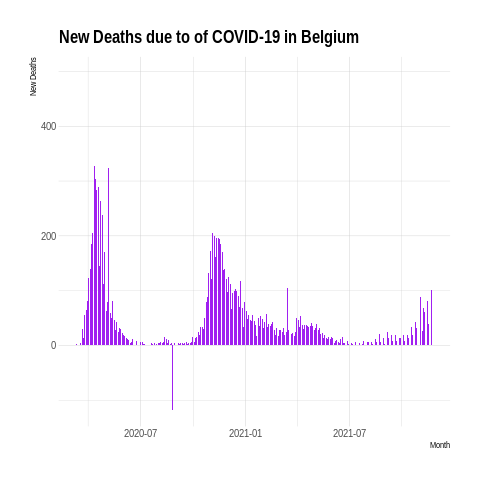 New Deaths due to of COVID-19 in Belgium
New Deaths
400
200
0
2020-07 2021-01 2021-07
Month